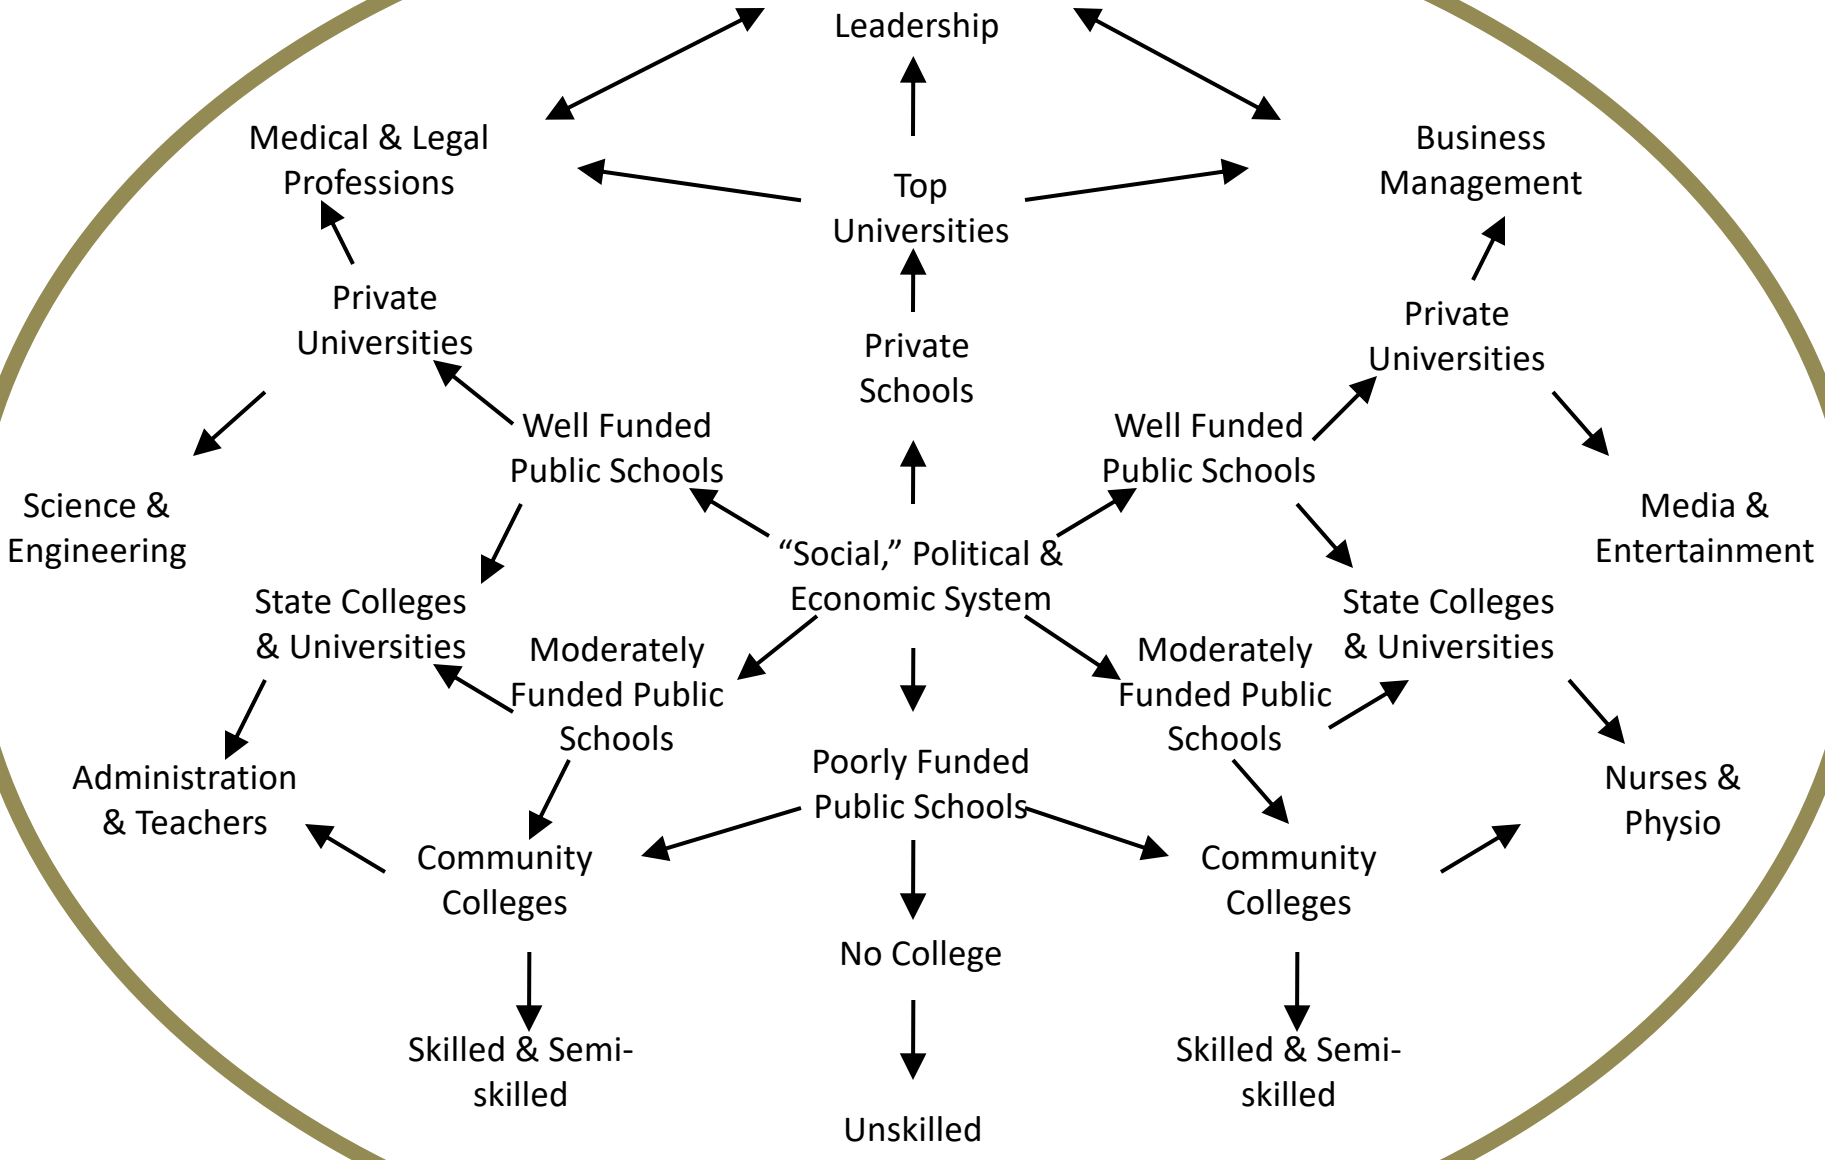 Leadership
Medical & Legal
Professions
Business
Management
Top
Universities
Private
Universities
Private
Schools
Private
Universities
Well Funded
Public Schools
Well Funded
Public Schools
Science &
Engineering
“Social,” Political &
Economic System
Media &
Entertainment
State Colleges
& Universities
State Colleges
& Universities
Moderately
Funded Public
Schools
Moderately
Funded Public
Schools
Poorly Funded
Public Schools
Administration
& Teachers
Nurses &
Physio
Community
Colleges
Community
Colleges
No College
Skilled & Semi-
skilled
Skilled & Semi-
skilled
Unskilled